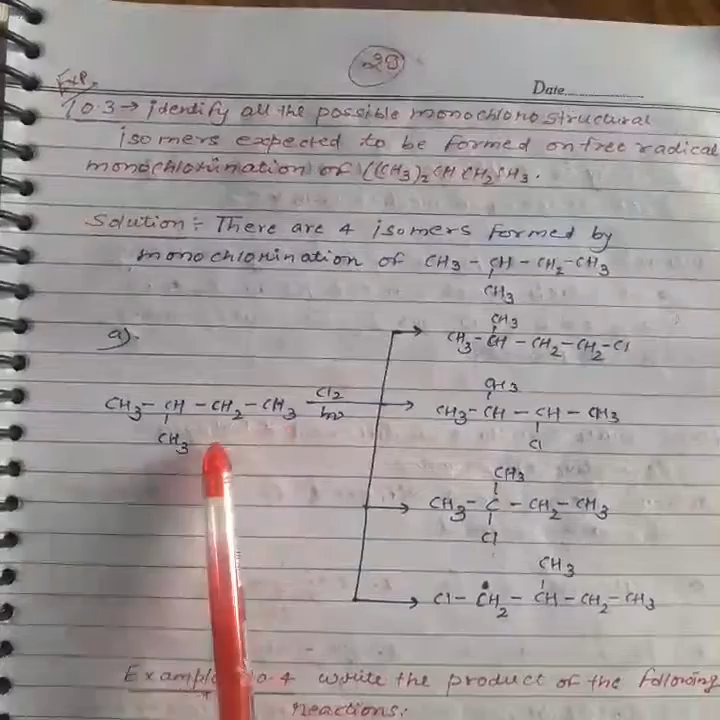 29
Date
Exp.
10.3→ identify all the possible monochloro structural
isomers expected to be formed on free radical
monochlorination of ((CH3)2CHCH2CH3.
Solution:- There are 4 isomers formed by
monochlorination of CH3-CH-CH2-CH3
CH3
a).
CH3
CH3-CH-CH2-CH2-Cl
CH3-CH-CH2-CH3 Cl2
hν
CH3
CH3
CH3-CH-CH-CH3
Cl
CH3
CH3-C-CH2-CH3
Cl
CH3
Cl-CH2-CH-CH2-CH3
Example 10.4 write the product of the following
reactions: